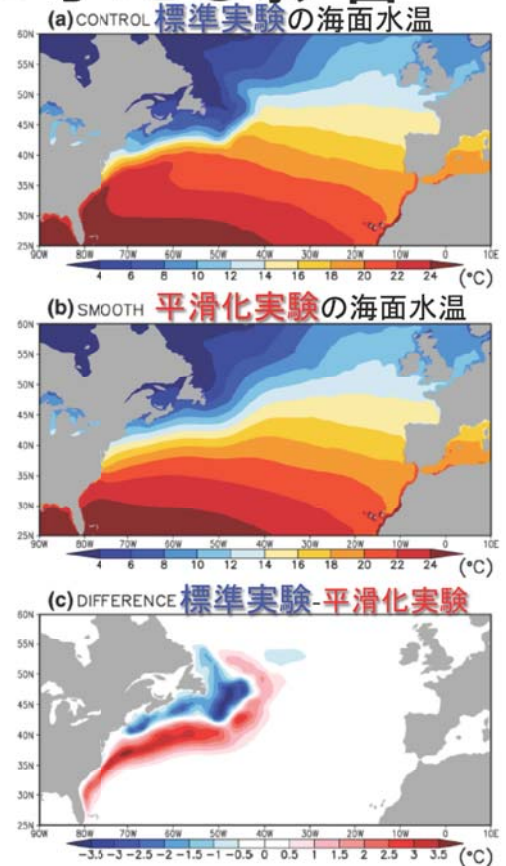 (a) CONTROL 標準実験の海面水温
60N
55N
50N
45N
40N
35N
30N
25N
90W 80W 70W 60W 50W 40W 30W 20W 10W 0 10E
4 6 8 10 12 14 16 18 20 22 24 (°C)
(b) SMOOTH 平滑化実験の海面水温
60N
55N
50N
45N
40N
35N
30N
25N
90W 80W 70W 60W 50W 40W 30W 20W 10W 0 10E
4 6 8 10 12 14 16 18 20 22 24 (°C)
(c) DIFFERENCE 標準実験-平滑化実験
60N
55N
50N
45N
40N
35N
30N
25N
90W 80W 70W 60W 50W 40W 30W 20W 10W 0 10E
-3.5 -3 -2.5 -2 -1.5 -1 -0.5 0 0.5 1 1.5 2 2.5 3 3.5 (°C)